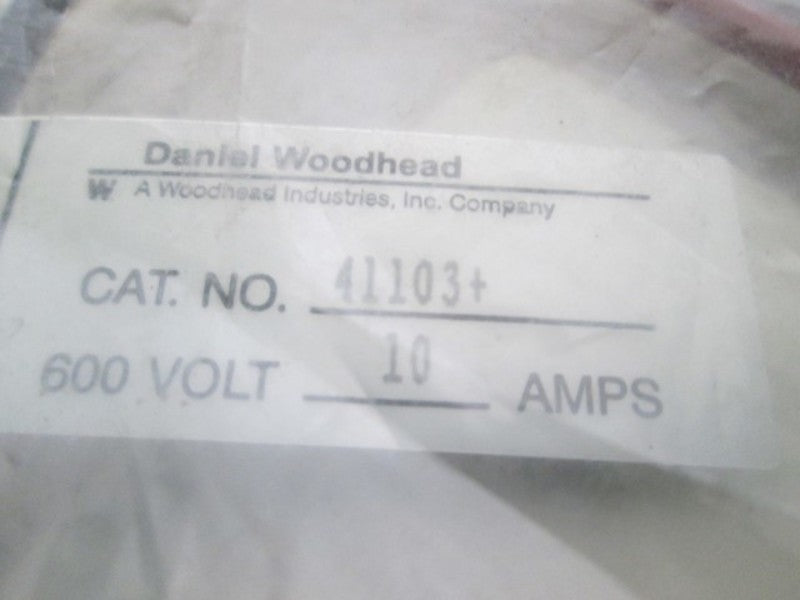 Daniel Woodhead
W A Woodhead Industries, Inc. Company
CAT. NO. 41103+
600 VOLT 10 AMPS